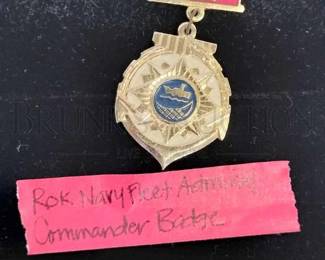 ROK Navy Fleet Admiral
Commander Badge